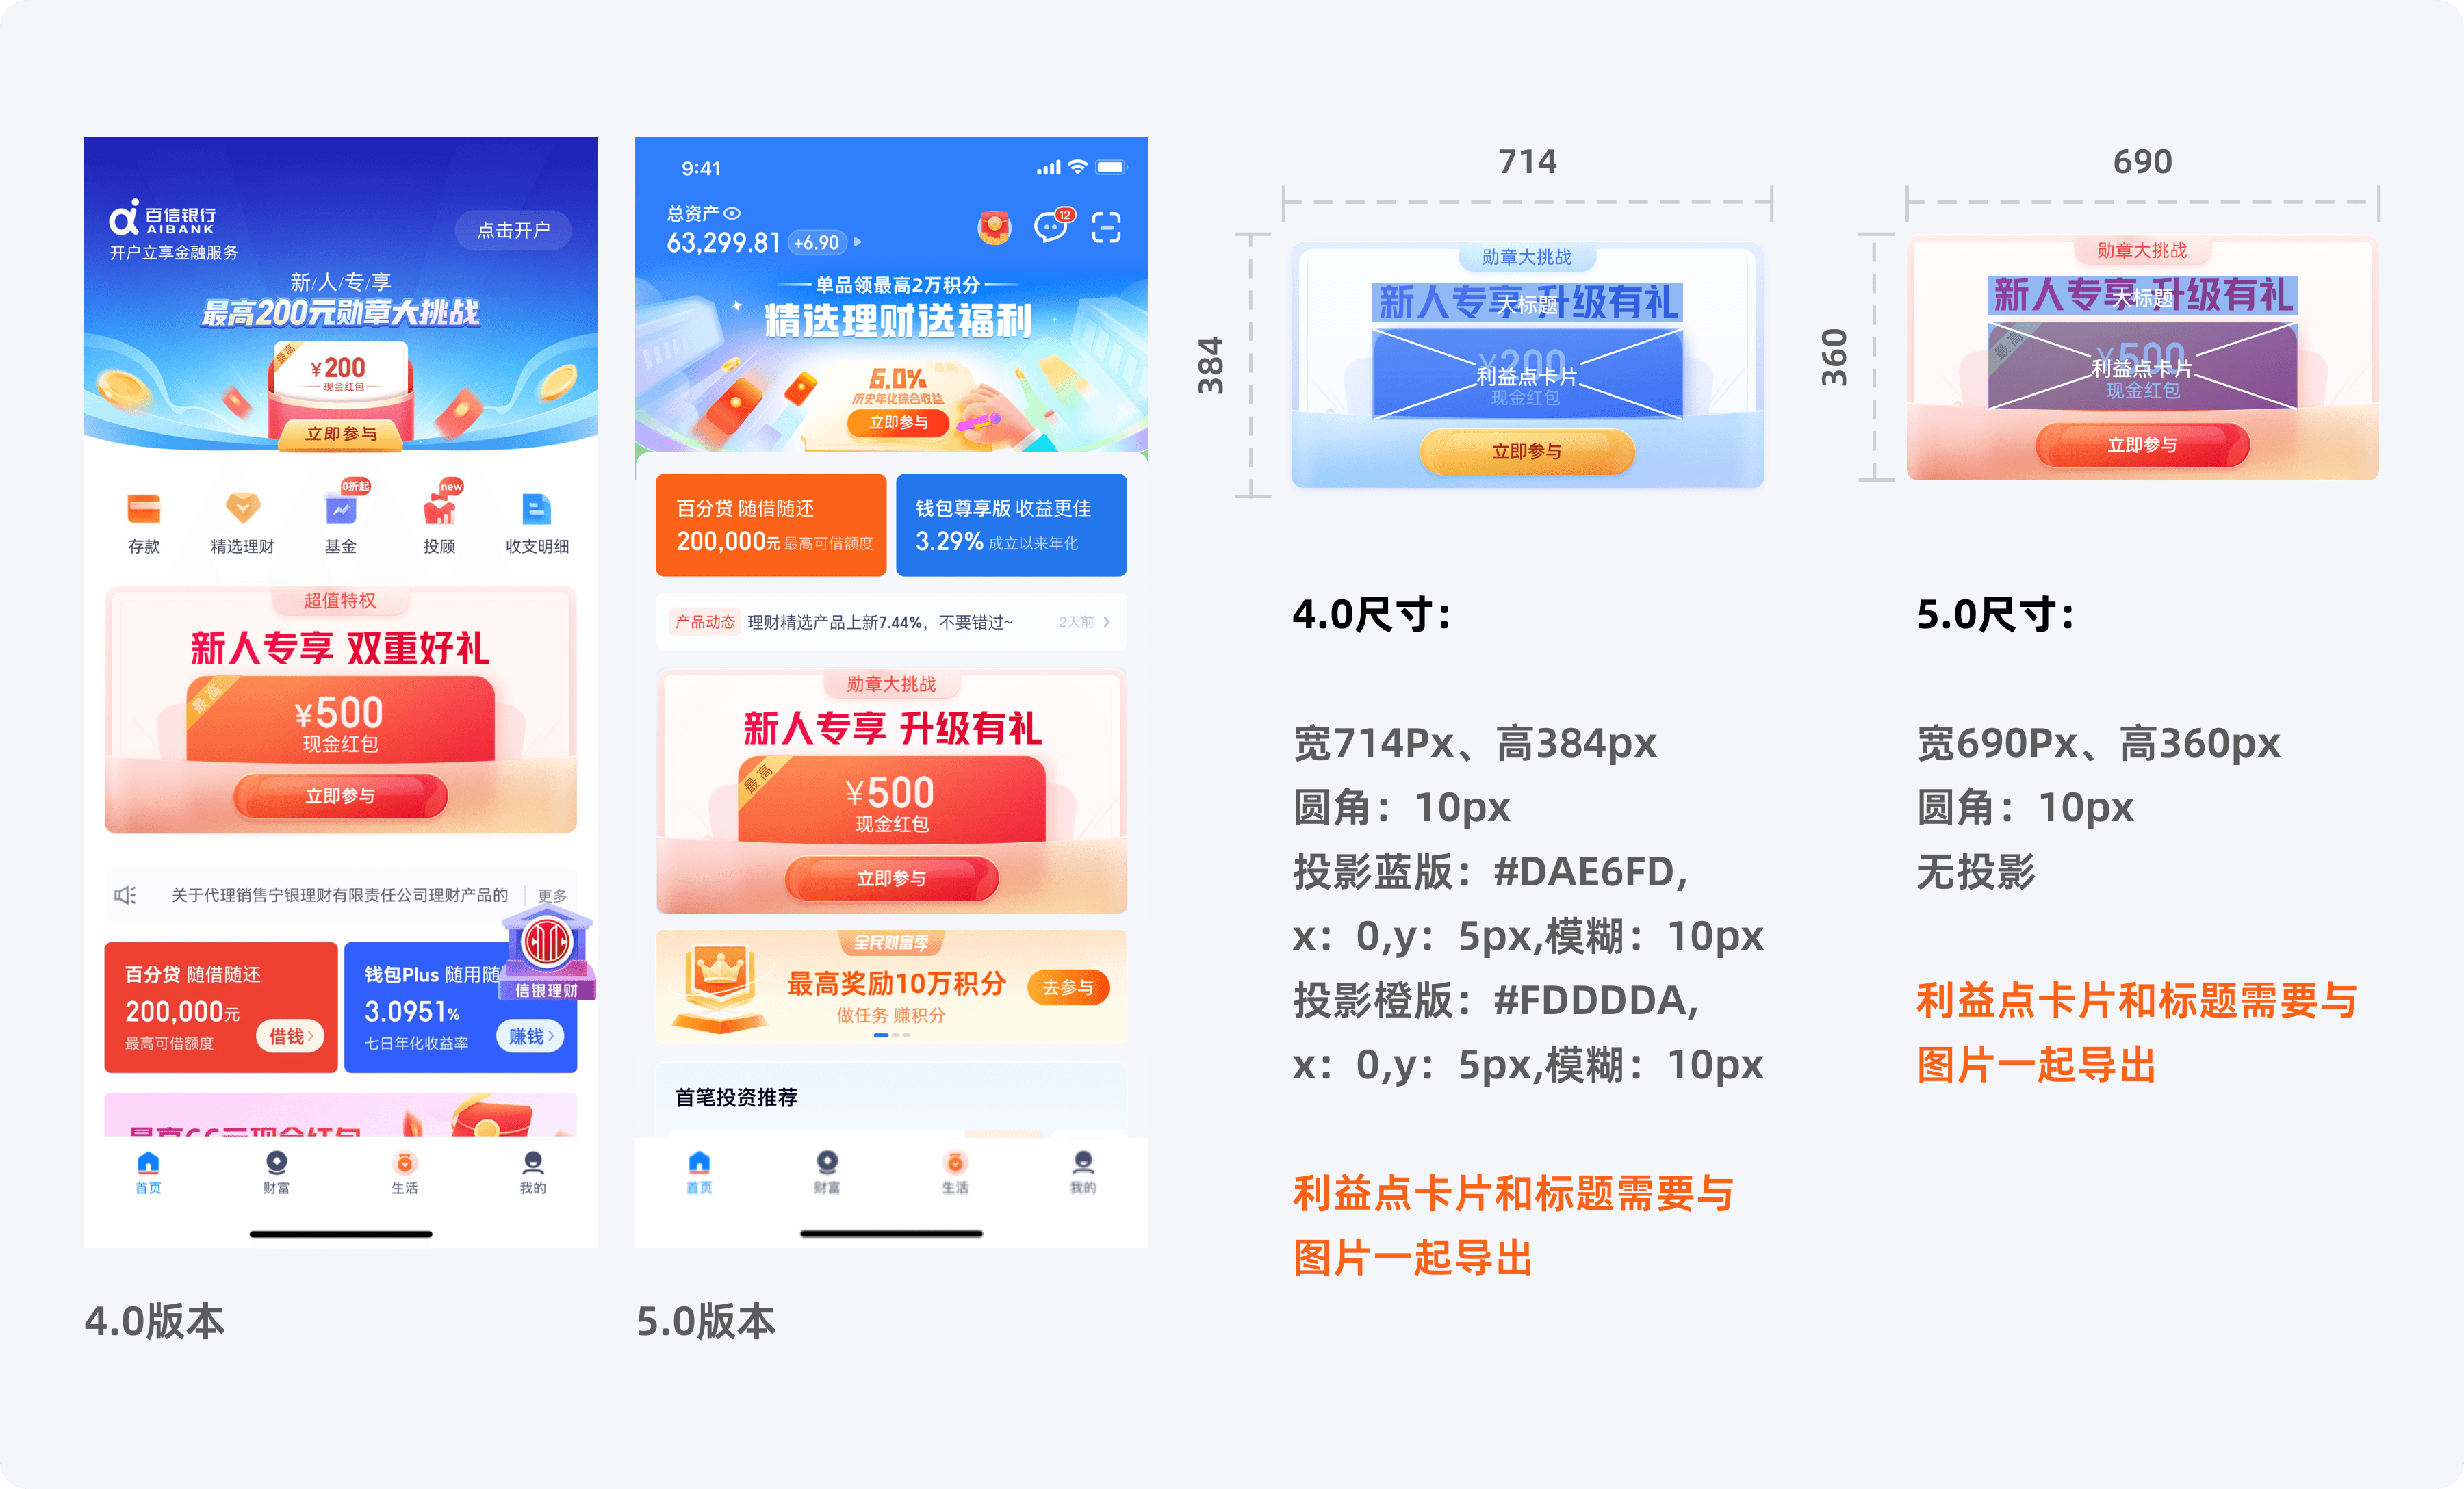 百信银行
AIBANK
开户立享金融服务
点击开户
新/人/专/享
最高200元勋章大挑战
最高
¥200
现金红包
立即参与
0折起
new
存款
精选理财
基金
投顾
收支明细
超值特权
新人专享 双重好礼
最高
¥500
现金红包
立即参与
关于代理销售宁银理财有限责任公司理财产品的
更多
信银理财
百分贷 随借随还
200,000元
最高可借额度
借钱
钱包Plus 随用随
3.0951%
七日年化收益率
赚钱
最高66元现金红包
首页
财富
生活
我的
4.0版本
9:41
总资产
63,299.81 +6.90
12
单品领最高2万积分
精选理财送福利
6.0%
历史年化综合收益
立即参与
百分贷 随借随还
200,000元 最高可借额度
钱包尊享版 收益更佳
3.29% 成立以来年化
产品动态 理财精选产品上新7.44%，不要错过~ 2天前
勋章大挑战
新人专享 升级有礼
最高
¥500
现金红包
立即参与
全民财富季
最高奖励10万积分
做任务 赚积分
去参与
首笔投资推荐
首页
财富
生活
我的
5.0版本
714
384
勋章大挑战
新人专享 升级有礼
大标题
¥200
利益点卡片
现金红包
立即参与
4.0尺寸：
宽714Px、高384px
圆角：10px
投影蓝版：#DAE6FD,
x：0,y：5px,模糊：10px
投影橙版：#FDDDDA,
x：0,y：5px,模糊：10px
利益点卡片和标题需要与
图片一起导出
690
360
勋章大挑战
新人专享 升级有礼
大标题
最高
¥500
利益点卡片
现金红包
立即参与
5.0尺寸：
宽690Px、高360px
圆角：10px
无投影
利益点卡片和标题需要与
图片一起导出